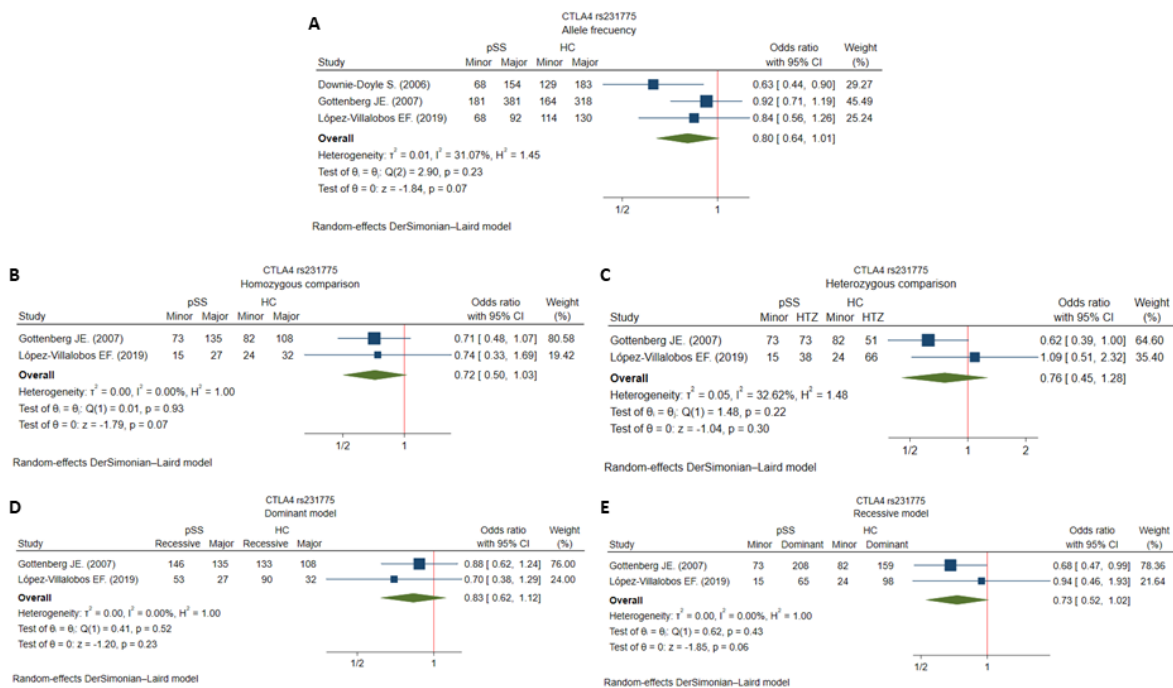 A
CTLA4 rs231775
Allele frecuency
pSS HC Odds ratio Weight
Study Minor Major Minor Major with 95% CI (%)
Downie-Doyle S. (2006) 68 154 129 183 0.63 [ 0.44, 0.90] 29.27
Gottenberg JE. (2007) 181 381 164 318 0.92 [ 0.71, 1.19] 45.49
López-Villalobos EF. (2019) 68 92 114 130 0.84 [ 0.56, 1.26] 25.24
Overall 0.80 [ 0.64, 1.01]
Heterogeneity: τ² = 0.01, I² = 31.07%, H² = 1.45
Test of θᵢ = θⱼ: Q(2) = 2.90, p = 0.23
Test of θ = 0: z = -1.84, p = 0.07
1/2 1
Random-effects DerSimonian–Laird model
B
CTLA4 rs231775
Homozygous comparison
pSS HC Odds ratio Weight
Study Minor Major Minor Major with 95% CI (%)
Gottenberg JE. (2007) 73 135 82 108 0.71 [ 0.48, 1.07] 80.58
López-Villalobos EF. (2019) 15 27 24 32 0.74 [ 0.33, 1.69] 19.42
Overall 0.72 [ 0.50, 1.03]
Heterogeneity: τ² = 0.00, I² = 0.00%, H² = 1.00
Test of θᵢ = θⱼ: Q(1) = 0.01, p = 0.93
Test of θ = 0: z = -1.79, p = 0.07
1/2 1
Random-effects DerSimonian–Laird model
C
CTLA4 rs231775
Heterozygous comparison
pSS HC Odds ratio Weight
Study Minor HTZ Minor HTZ with 95% CI (%)
Gottenberg JE. (2007) 73 73 82 51 0.62 [ 0.39, 1.00] 64.60
López-Villalobos EF. (2019) 15 38 24 66 1.09 [ 0.51, 2.32] 35.40
Overall 0.76 [ 0.45, 1.28]
Heterogeneity: τ² = 0.05, I² = 32.62%, H² = 1.48
Test of θᵢ = θⱼ: Q(1) = 1.48, p = 0.22
Test of θ = 0: z = -1.04, p = 0.30
1/2 1 2
Random-effects DerSimonian–Laird model
D
CTLA4 rs231775
Dominant model
pSS HC Odds ratio Weight
Study Recessive Major Recessive Major with 95% CI (%)
Gottenberg JE. (2007) 146 135 133 108 0.88 [ 0.62, 1.24] 76.00
López-Villalobos EF. (2019) 53 27 90 32 0.70 [ 0.38, 1.29] 24.00
Overall 0.83 [ 0.62, 1.12]
Heterogeneity: τ² = 0.00, I² = 0.00%, H² = 1.00
Test of θᵢ = θⱼ: Q(1) = 0.41, p = 0.52
Test of θ = 0: z = -1.20, p = 0.23
1/2 1
Random-effects DerSimonian–Laird model
E
CTLA4 rs231775
Recessive model
pSS HC Odds ratio Weight
Study Minor Dominant Minor Dominant with 95% CI (%)
Gottenberg JE. (2007) 73 208 82 159 0.68 [ 0.47, 0.99] 78.36
López-Villalobos EF. (2019) 15 65 24 98 0.94 [ 0.46, 1.93] 21.64
Overall 0.73 [ 0.52, 1.02]
Heterogeneity: τ² = 0.00, I² = 0.00%, H² = 1.00
Test of θᵢ = θⱼ: Q(1) = 0.62, p = 0.43
Test of θ = 0: z = -1.85, p = 0.06
1/2 1
Random-effects DerSimonian–Laird model